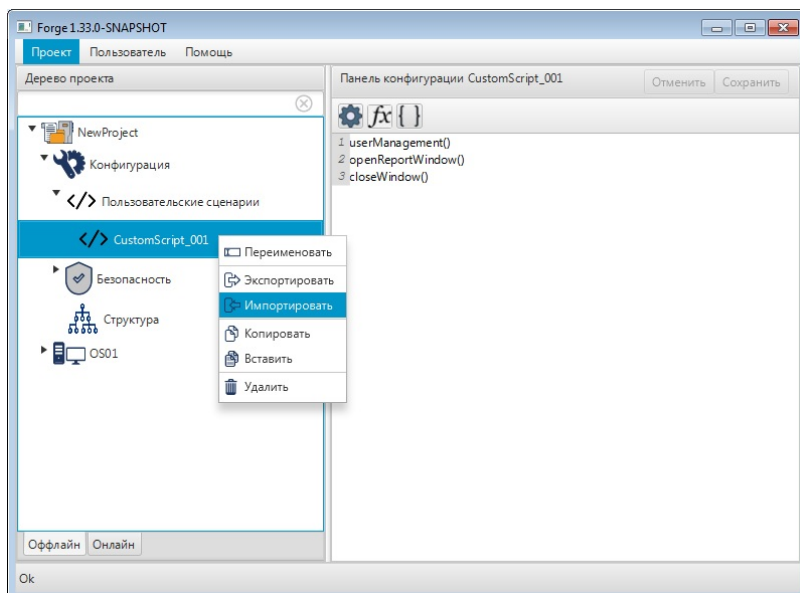 Forge 1.33.0-SNAPSHOT
Проект Пользователь Помощь
Дерево проекта
NewProject
Конфигурация
</> Пользовательские сценарии
</> CustomScript_001
Безопасность
Структура
OS01
Переименовать
Экспортировать
Импортировать
Копировать
Вставить
Удалить
Оффлайн Онлайн
Панель конфигурации CustomScript_001
Отменить Сохранить
fx { }
1 userManagement()
2 openReportWindow()
3 closeWindow()
Ok